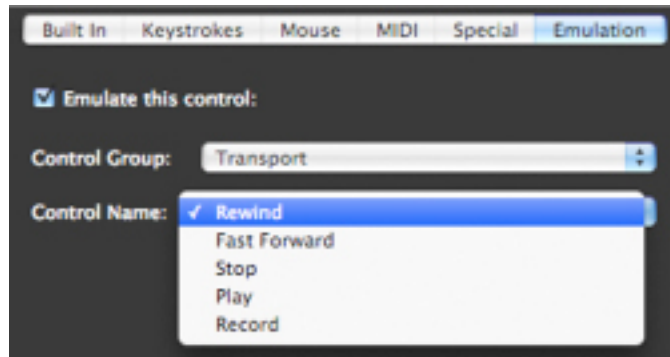 Built In Keystrokes Mouse MIDI Special Emulation
Emulate this control:
Control Group: Transport
Control Name: ✓ Rewind
Fast Forward
Stop
Play
Record